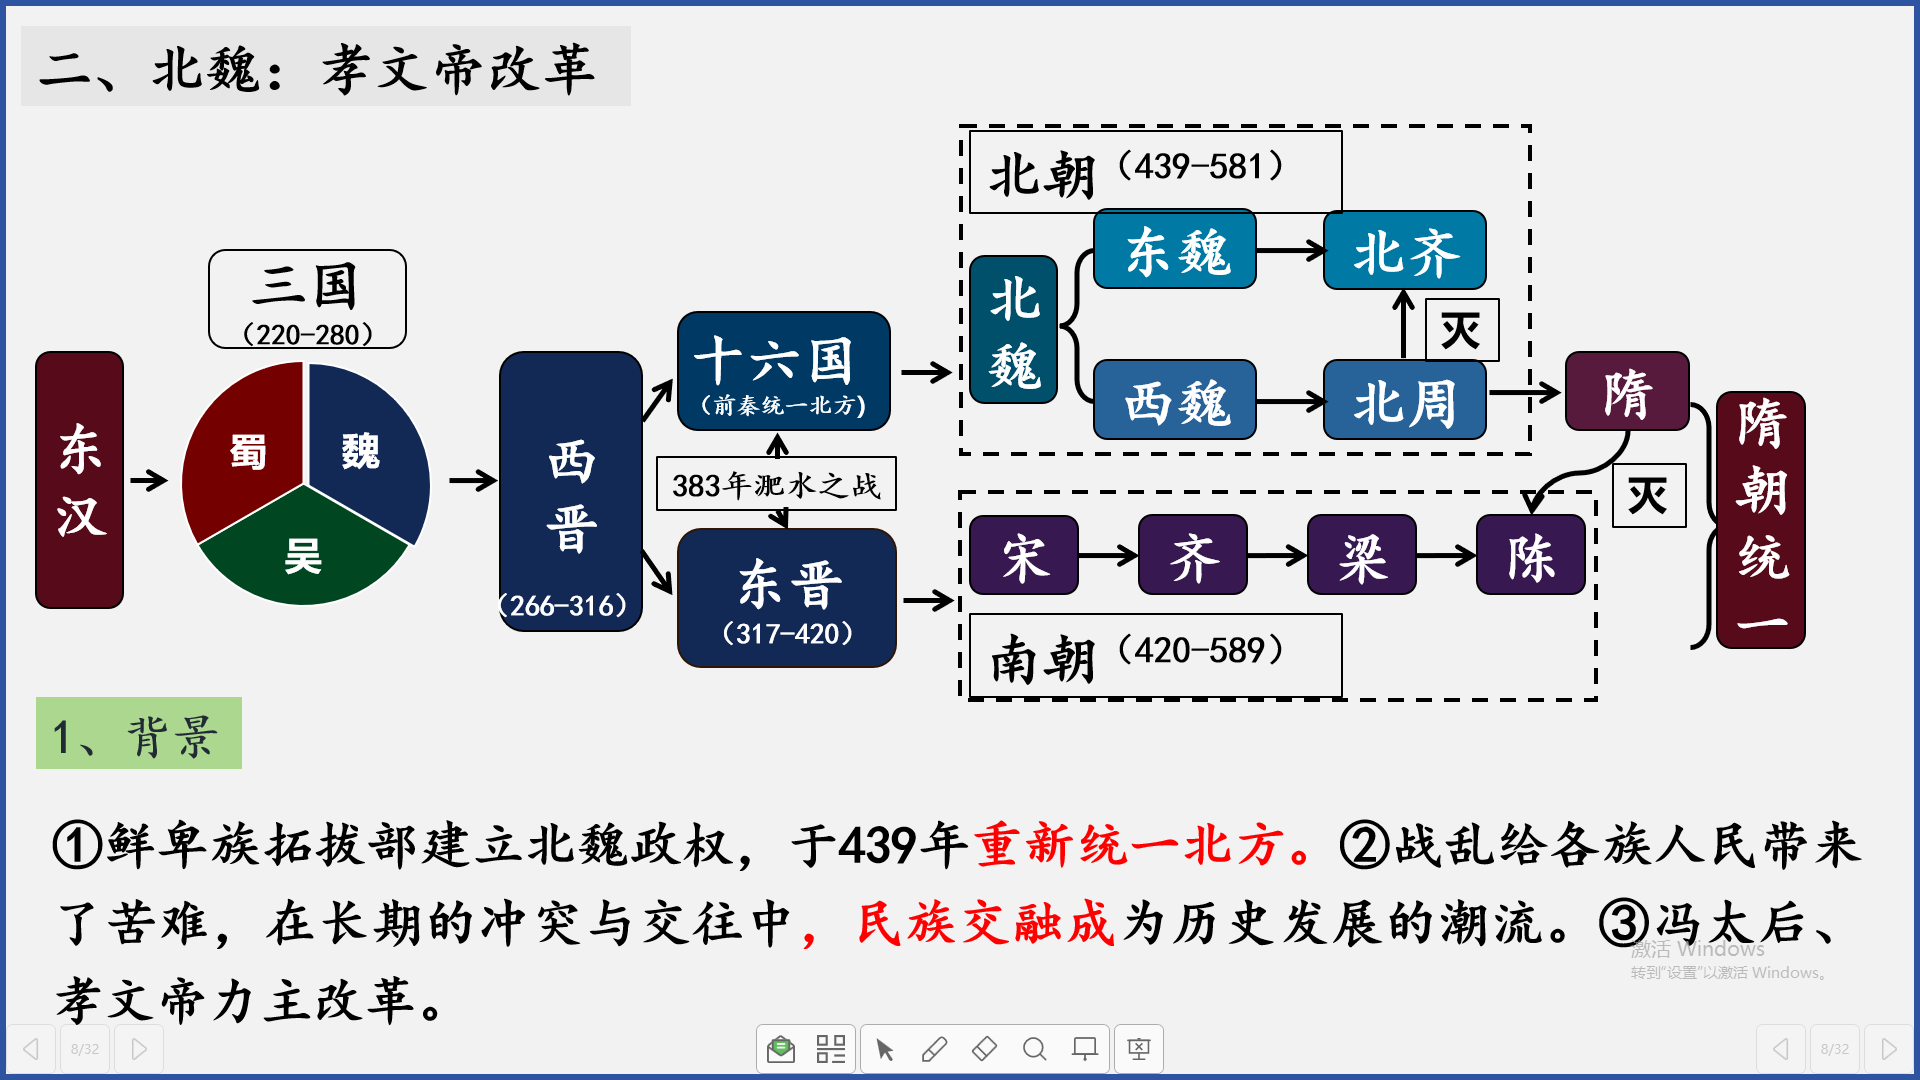 二、北魏：孝文帝改革
北朝（439-581）
东魏
北齐
三国
（220-280）
北魏
灭
十六国
（前秦统一北方）
西魏
北周
隋
东汉
蜀
魏
吴
西晋
（266-316）
383年淝水之战
灭
隋朝统一
东晋
（317-420）
宋
齐
梁
陈
南朝（420-589）
1、背景
①鲜卑族拓拔部建立北魏政权，于439年重新统一北方。②战乱给各族人民带来
了苦难，在长期的冲突与交往中，民族交融成为历史发展的潮流。③冯太后、
孝文帝力主改革。
激活 Windows
转到“设置”以激活 Windows。
8/32
8/32